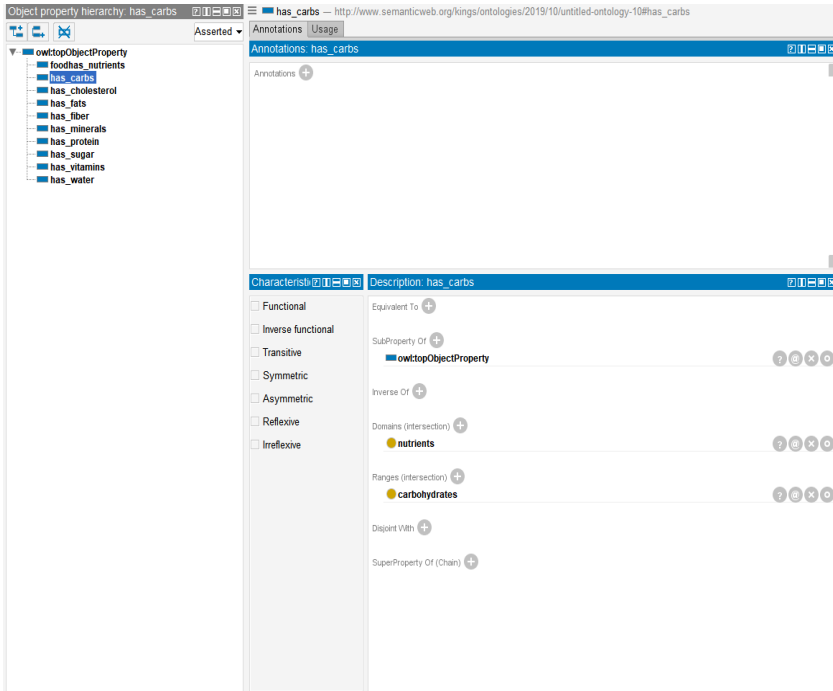 Object property hierarchy: has_carbs
Asserted
owl:topObjectProperty
foodhas_nutrients
has_carbs
has_cholesterol
has_fats
has_fiber
has_minerals
has_protein
has_sugar
has_vitamins
has_water
has_carbs — http://www.semanticweb.org/kings/ontologies/2019/10/untitled-ontology-10#has_carbs
Annotations Usage
Annotations: has_carbs
Annotations
Characteristi
Functional
Inverse functional
Transitive
Symmetric
Asymmetric
Reflexive
Irreflexive
Description: has_carbs
Equivalent To
SubProperty Of
owl:topObjectProperty
Inverse Of
Domains (intersection)
nutrients
Ranges (intersection)
carbohydrates
Disjoint With
SuperProperty Of (Chain)